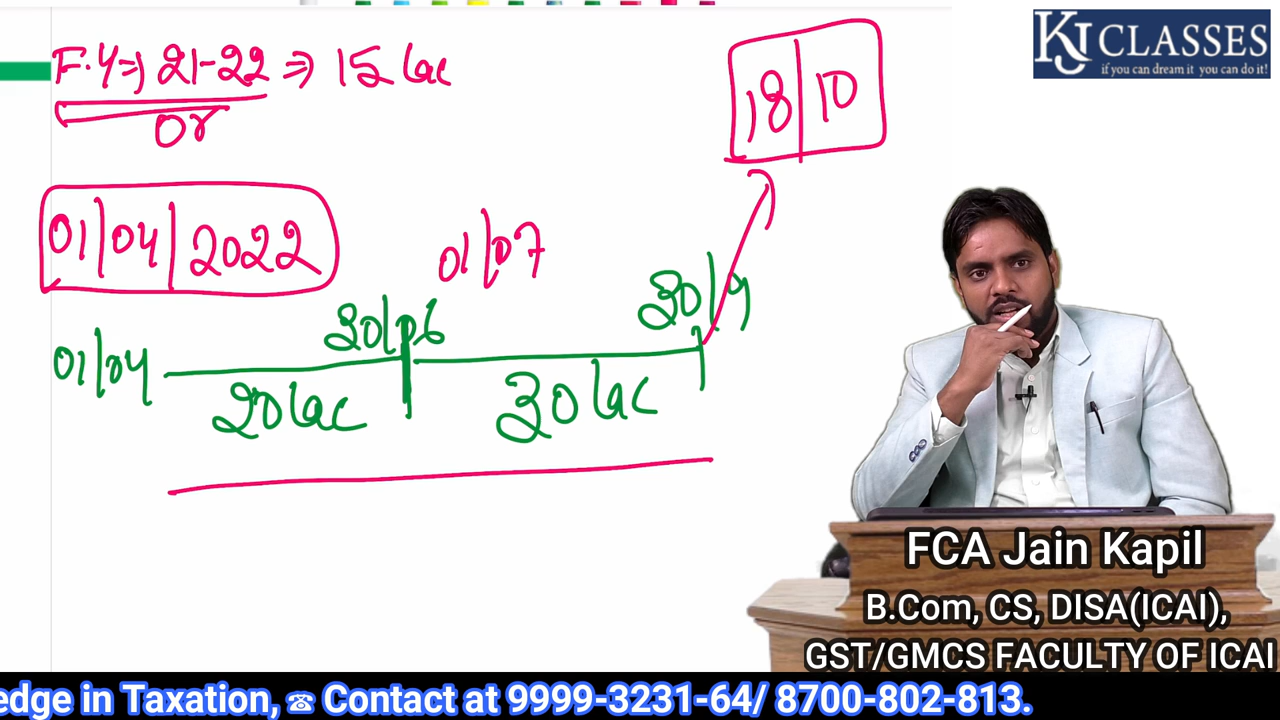 F.Y ⇒ 21-22 ⇒ 15 lac
or
18|10
01|04|2022
01|07
30|06
30|9
01|04
20 lac
30 lac
KJ CLASSES
if you can dream it you can do it!
FCA Jain Kapil
B.Com, CS, DISA(ICAI),
GST/GMCS FACULTY OF ICAI
edge in Taxation, ☎ Contact at 9999-3231-64/ 8700-802-813.